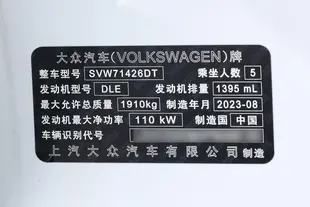 大众汽车(VOLKSWAGEN)牌
整车型号 SVW71426DT 乘坐人数 5
发动机型号 DLE 发动机排量 1395 mL
最大允许总质量 1910kg 制造年月 2023-08
发动机最大净功率 110 kW 制造国 中国
车辆识别代号
上汽大众汽车有限公司 制造